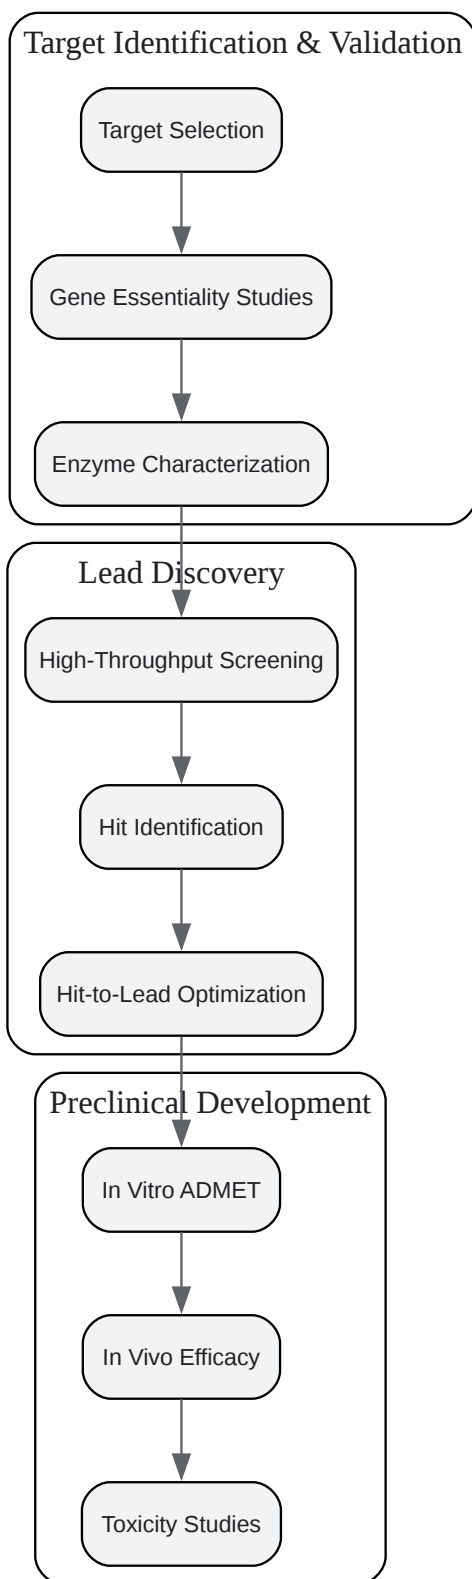 Target Identification & Validation
Target Selection
Gene Essentiality Studies
Enzyme Characterization
Lead Discovery
High-Throughput Screening
Hit Identification
Hit-to-Lead Optimization
Preclinical Development
In Vitro ADMET
In Vivo Efficacy
Toxicity Studies